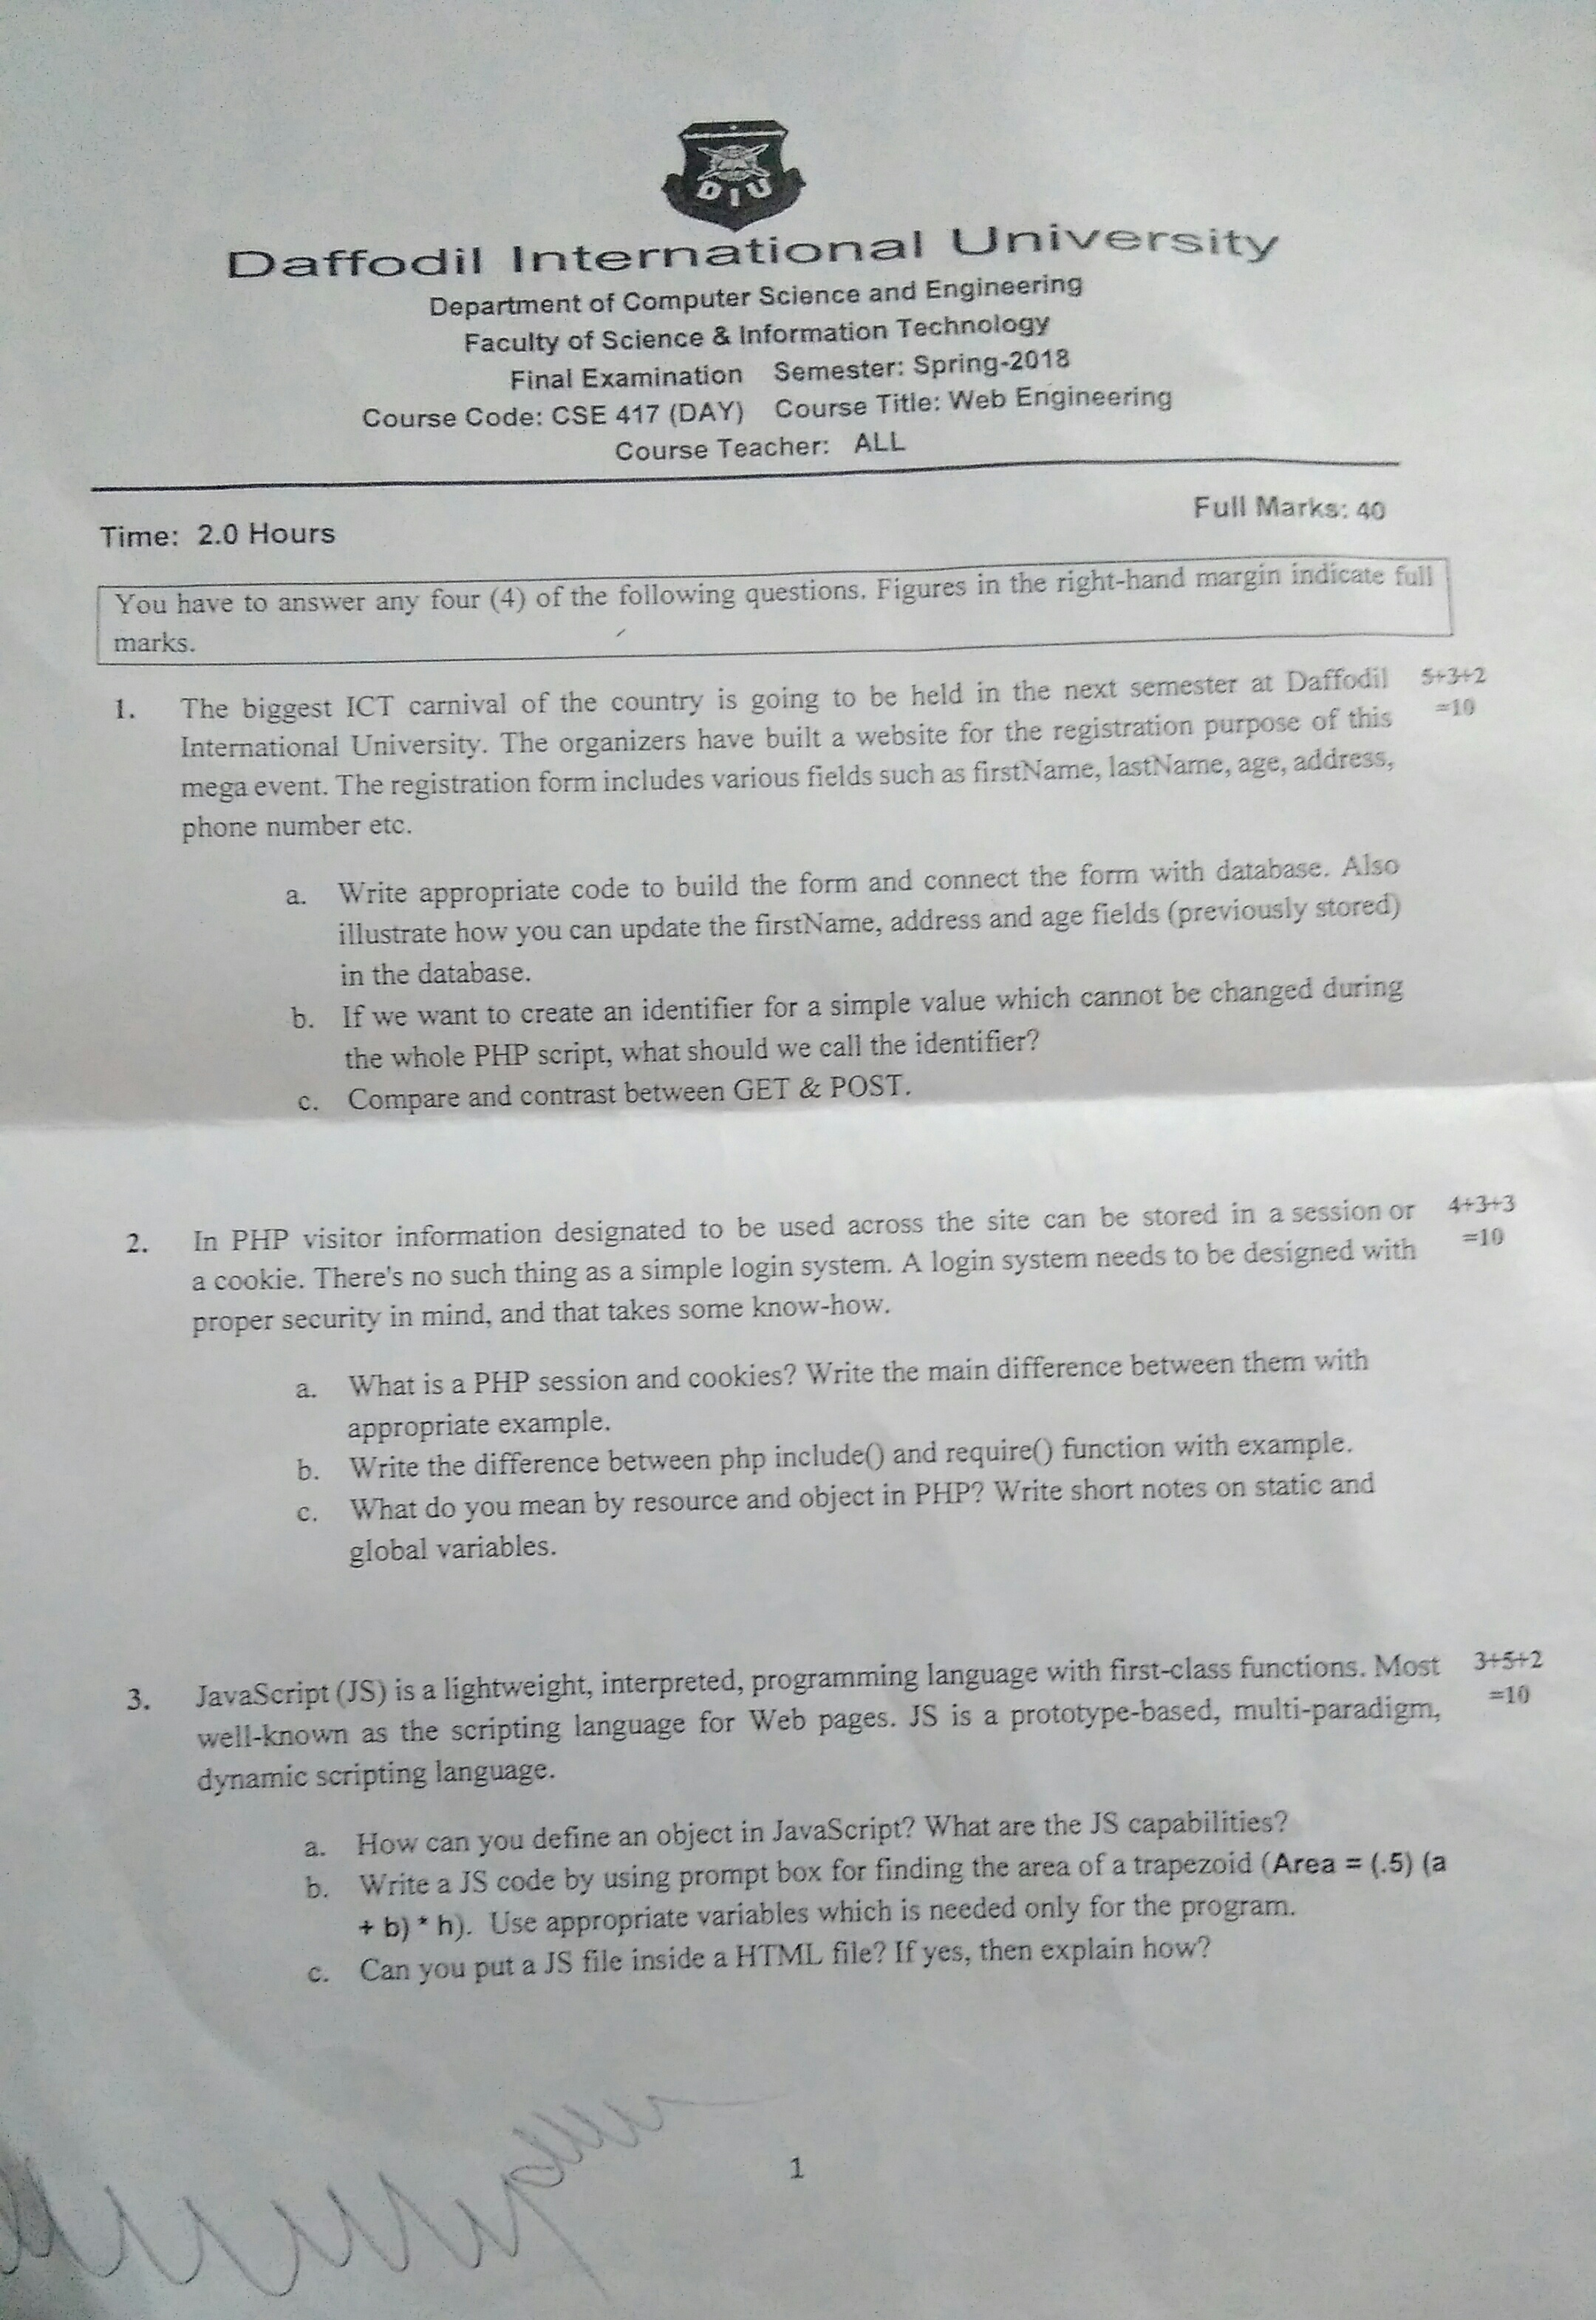 DIU
Daffodil International University
Department of Computer Science and Engineering
Faculty of Science & Information Technology
Final Examination Semester: Spring-2018
Course Code: CSE 417 (DAY) Course Title: Web Engineering
Course Teacher: ALL
Time: 2.0 Hours Full Marks: 40
You have to answer any four (4) of the following questions. Figures in the right-hand margin indicate full
marks.
1. The biggest ICT carnival of the country is going to be held in the next semester at Daffodil 5+3+2
International University. The organizers have built a website for the registration purpose of this =10
mega event. The registration form includes various fields such as firstName, lastName, age, address,
phone number etc.
a. Write appropriate code to build the form and connect the form with database. Also
illustrate how you can update the firstName, address and age fields (previously stored)
in the database.
b. If we want to create an identifier for a simple value which cannot be changed during
the whole PHP script, what should we call the identifier?
c. Compare and contrast between GET & POST.
2. In PHP visitor information designated to be used across the site can be stored in a session or 4+3+3
a cookie. There's no such thing as a simple login system. A login system needs to be designed with =10
proper security in mind, and that takes some know-how.
a. What is a PHP session and cookies? Write the main difference between them with
appropriate example.
b. Write the difference between php include() and require() function with example.
c. What do you mean by resource and object in PHP? Write short notes on static and
global variables.
3. JavaScript (JS) is a lightweight, interpreted, programming language with first-class functions. Most 3+5+2
well-known as the scripting language for Web pages. JS is a prototype-based, multi-paradigm, =10
dynamic scripting language.
a. How can you define an object in JavaScript? What are the JS capabilities?
b. Write a JS code by using prompt box for finding the area of a trapezoid (Area = (.5) (a
+ b) * h). Use appropriate variables which is needed only for the program.
c. Can you put a JS file inside a HTML file? If yes, then explain how?
1